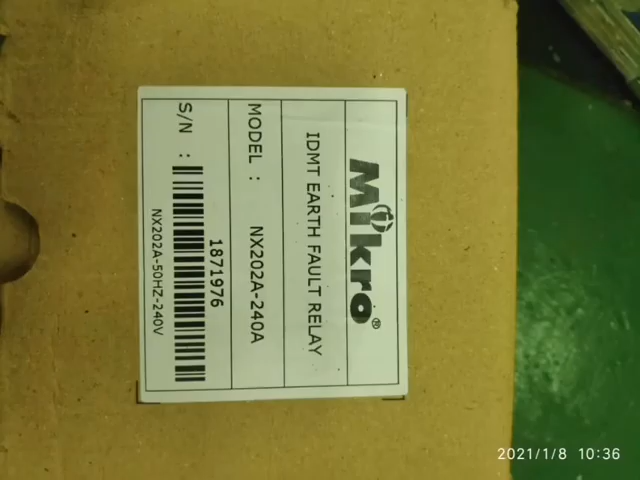 Mikro®
IDMT EARTH FAULT RELAY
MODEL : NX202A-240A
S/N : 1871976
NX202A-50HZ-240V
2021/1/8 10:36